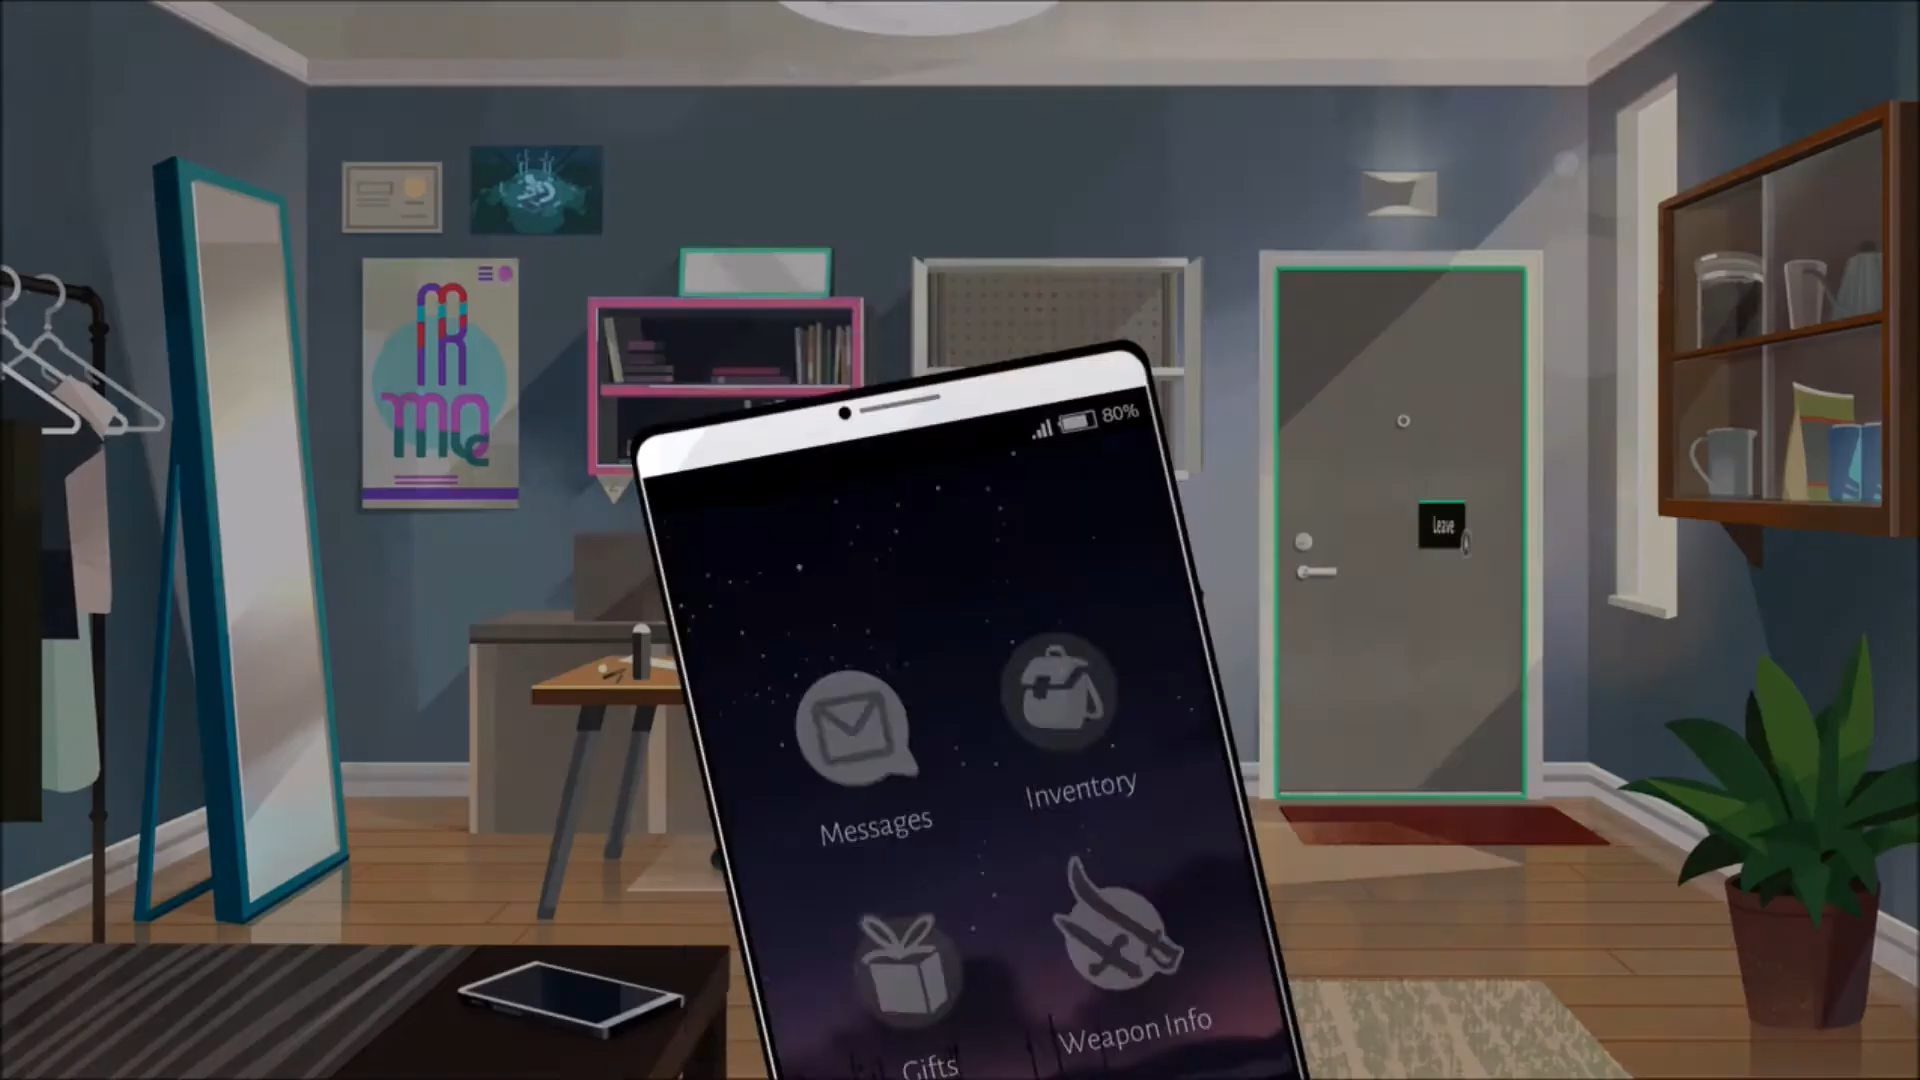 80%
Leave
Messages
Inventory
Gifts
Weapon Info